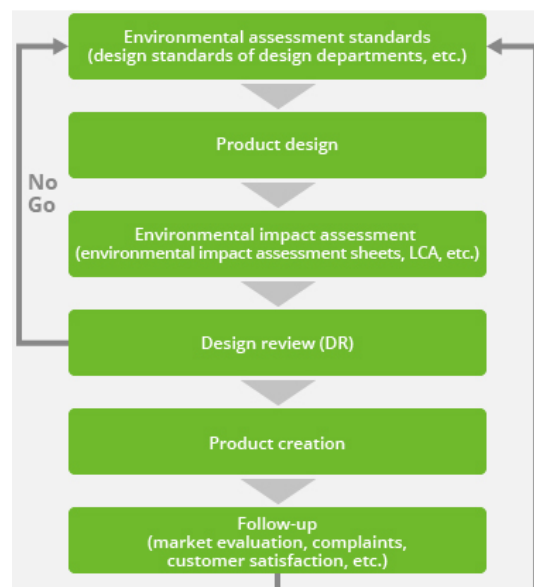 Environmental assessment standards
(design standards of design departments, etc.)
Product design
No
Go
Environmental impact assessment
(environmental impact assessment sheets, LCA, etc.)
Design review (DR)
Product creation
Follow-up
(market evaluation, complaints,
customer satisfaction, etc.)